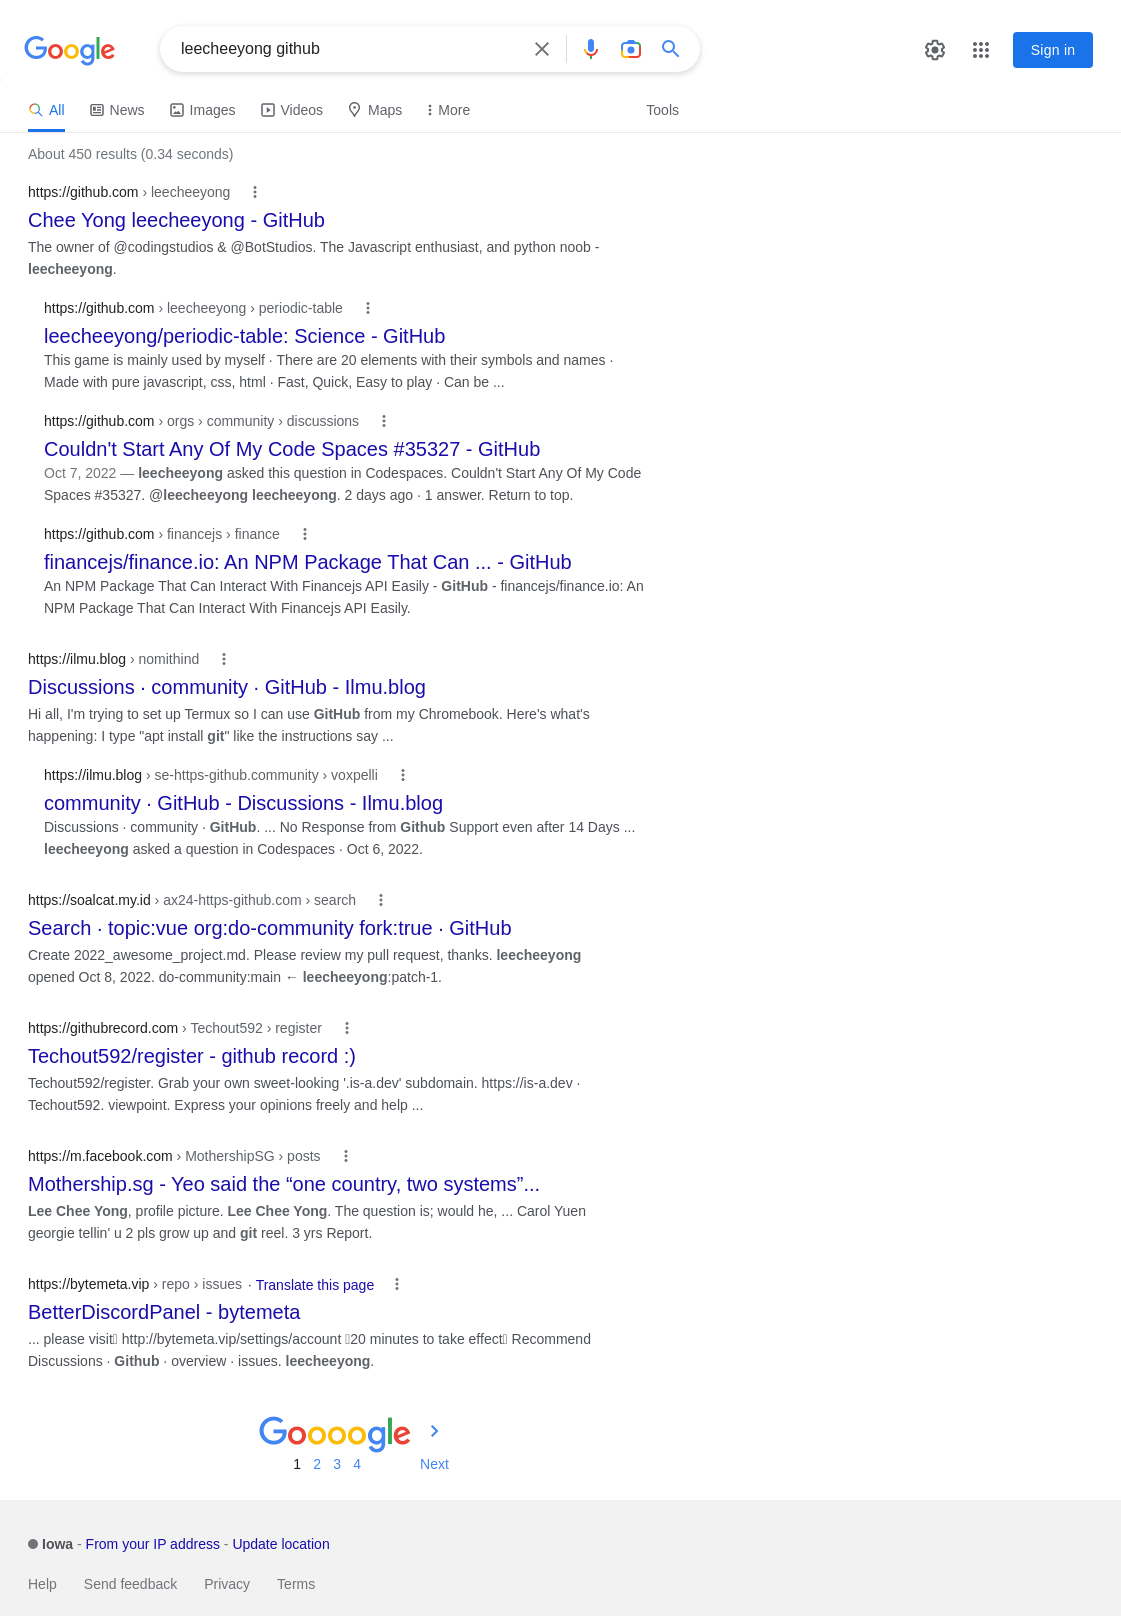 Google
leecheeyong github
Sign in
All News Images Videos Maps More Tools
About 450 results (0.34 seconds)
https://github.com › leecheeyong
Chee Yong leecheeyong - GitHub
The owner of @codingstudios & @BotStudios. The Javascript enthusiast, and python noob -
leecheeyong.
https://github.com › leecheeyong › periodic-table
leecheeyong/periodic-table: Science - GitHub
This game is mainly used by myself · There are 20 elements with their symbols and names ·
Made with pure javascript, css, html · Fast, Quick, Easy to play · Can be ...
https://github.com › orgs › community › discussions
Couldn't Start Any Of My Code Spaces #35327 - GitHub
Oct 7, 2022 — leecheeyong asked this question in Codespaces. Couldn't Start Any Of My Code
Spaces #35327. @leecheeyong leecheeyong. 2 days ago · 1 answer. Return to top.
https://github.com › financejs › finance
financejs/finance.io: An NPM Package That Can ... - GitHub
An NPM Package That Can Interact With Financejs API Easily - GitHub - financejs/finance.io: An
NPM Package That Can Interact With Financejs API Easily.
https://ilmu.blog › nomithind
Discussions · community · GitHub - Ilmu.blog
Hi all, I'm trying to set up Termux so I can use GitHub from my Chromebook. Here's what's
happening: I type "apt install git" like the instructions say ...
https://ilmu.blog › se-https-github.community › voxpelli
community · GitHub - Discussions - Ilmu.blog
Discussions · community · GitHub. ... No Response from Github Support even after 14 Days ...
leecheeyong asked a question in Codespaces · Oct 6, 2022.
https://soalcat.my.id › ax24-https-github.com › search
Search · topic:vue org:do-community fork:true · GitHub
Create 2022_awesome_project.md. Please review my pull request, thanks. leecheeyong
opened Oct 8, 2022. do-community:main ← leecheeyong:patch-1.
https://githubrecord.com › Techout592 › register
Techout592/register - github record :)
Techout592/register. Grab your own sweet-looking '.is-a.dev' subdomain. https://is-a.dev ·
Techout592. viewpoint. Express your opinions freely and help ...
https://m.facebook.com › MothershipSG › posts
Mothership.sg - Yeo said the “one country, two systems”...
Lee Chee Yong, profile picture. Lee Chee Yong. The question is; would he, ... Carol Yuen
georgie tellin' u 2 pls grow up and git reel. 3 yrs Report.
https://bytemeta.vip › repo › issues · Translate this page
BetterDiscordPanel - bytemeta
... please visit http://bytemeta.vip/settings/account 20 minutes to take effect Recommend
Discussions · Github · overview · issues. leecheeyong.
Goooogle
1 2 3 4 Next
Iowa - From your IP address - Update location
Help Send feedback Privacy Terms